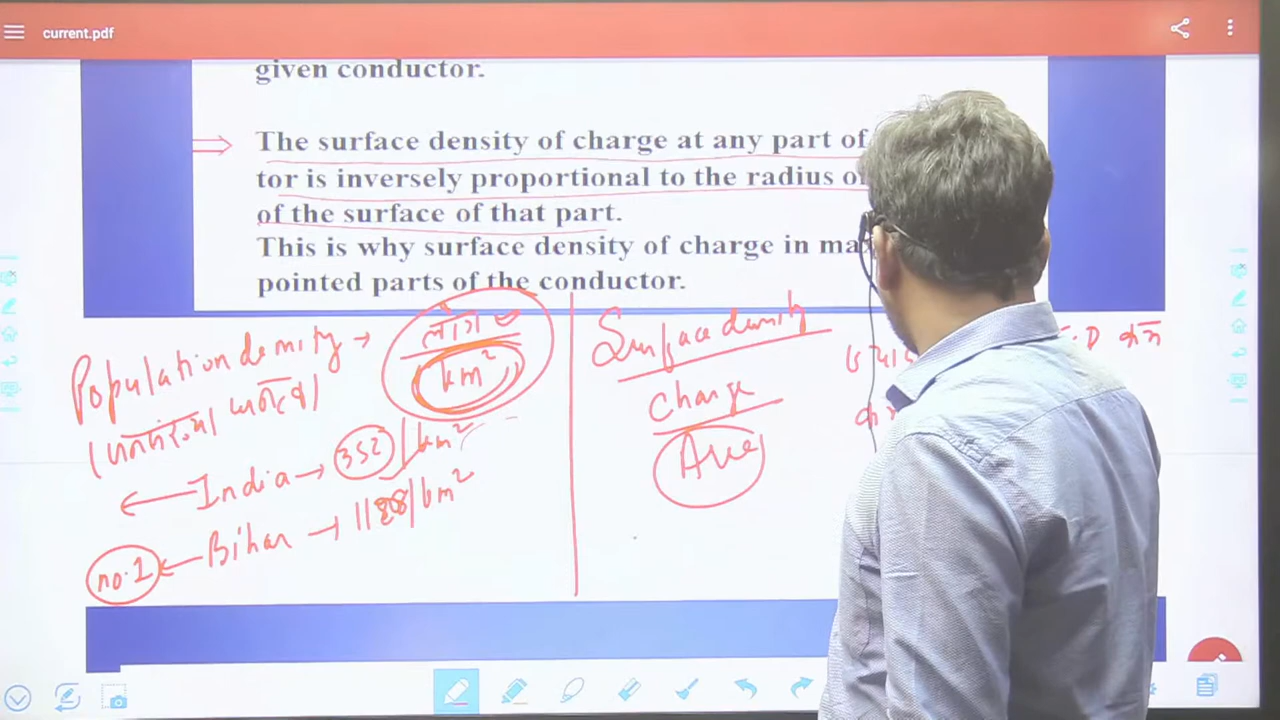 current.pdf
given conductor.
The surface density of charge at any part of
tor is inversely proportional to the radius o
of the surface of that part.
This is why surface density of charge in ma
pointed parts of the conductor.
Population density →
km²
India → 352 / km²
no.1 ← Bihar → 1188/km²
Surface density
Charge
Area